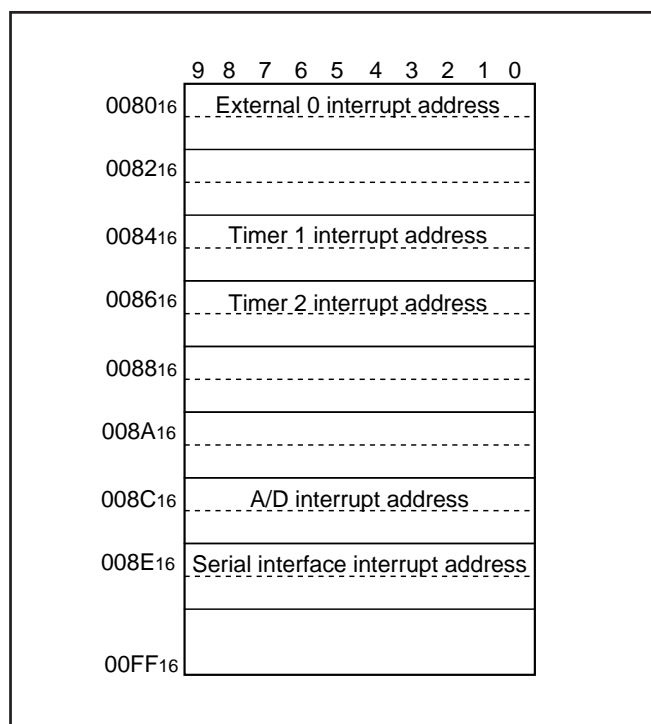 9 8 7 6 5 4 3 2 1 0
008016 External 0 interrupt address
008216
008416 Timer 1 interrupt address
008616 Timer 2 interrupt address
008816
008A16
008C16 A/D interrupt address
008E16 Serial interface interrupt address
00FF16